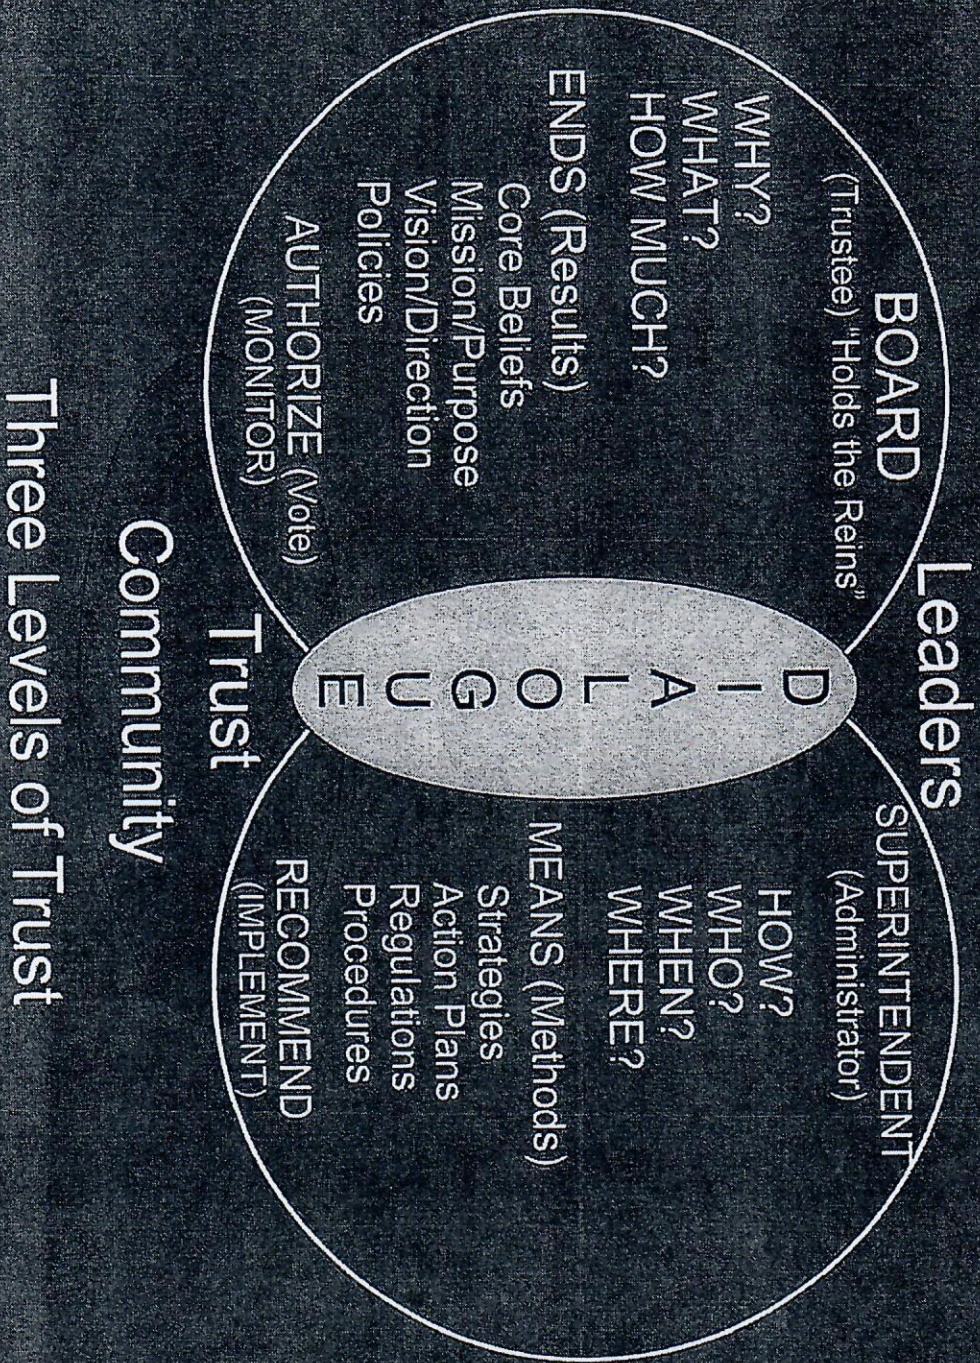 Leaders
BOARD
(Trustee) "Holds the Reins"
WHY?
WHAT?
HOW MUCH?
ENDS (Results)
Core Beliefs
Mission/Purpose
Vision/Direction
Policies
AUTHORIZE (Vote)
(MONITOR)
DIALOGUE
SUPERINTENDENT
(Administrator)
HOW?
WHO?
WHEN?
WHERE?
MEANS (Methods)
Strategies
Action Plans
Regulations
Procedures
RECOMMEND
(IMPLEMENT)
Trust
Community
Three Levels of Trust